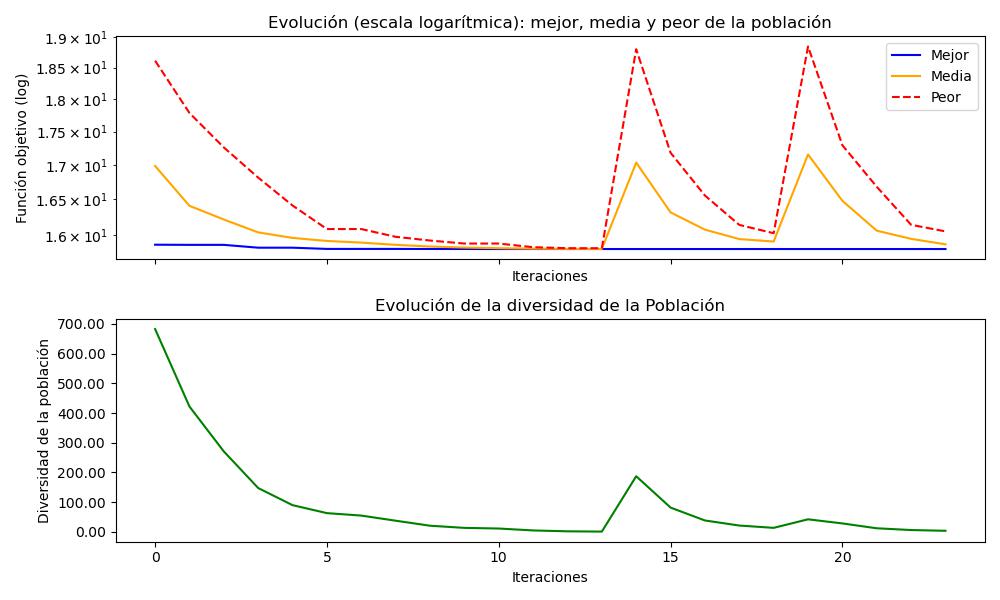 Evolución (escala logarítmica): mejor, media y peor de la población
1.9 × 10¹
1.85 × 10¹
1.8 × 10¹
1.75 × 10¹
1.7 × 10¹
1.65 × 10¹
1.6 × 10¹
Función objetivo (log)
Mejor
Media
Peor
Iteraciones
Evolución de la diversidad de la Población
700.00
600.00
500.00
400.00
300.00
200.00
100.00
0.00
Diversidad de la población
0 5 10 15 20
Iteraciones